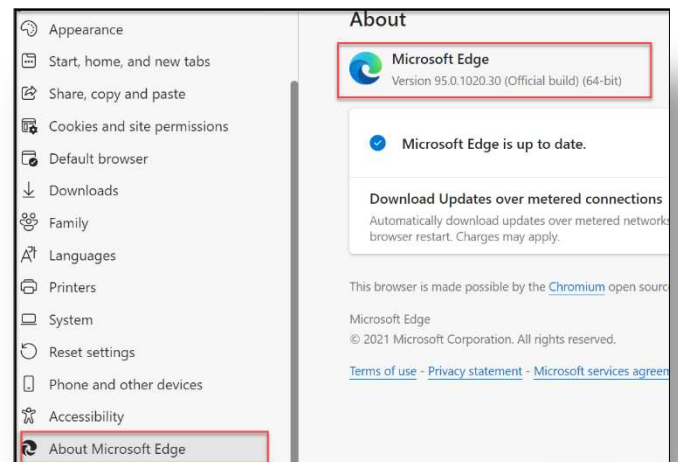 Appearance
Start, home, and new tabs
Share, copy and paste
Cookies and site permissions
Default browser
Downloads
Family
Languages
Printers
System
Reset settings
Phone and other devices
Accessibility
About Microsoft Edge
About
Microsoft Edge
Version 95.0.1020.30 (Official build) (64-bit)
Microsoft Edge is up to date.
Download Updates over metered connections
Automatically download updates over metered networks
browser restart. Charges may apply.
This browser is made possible by the Chromium open
Microsoft Edge
© 2021 Microsoft Corporation. All rights reserved.
Terms of use - Privacy statement - Microsoft services